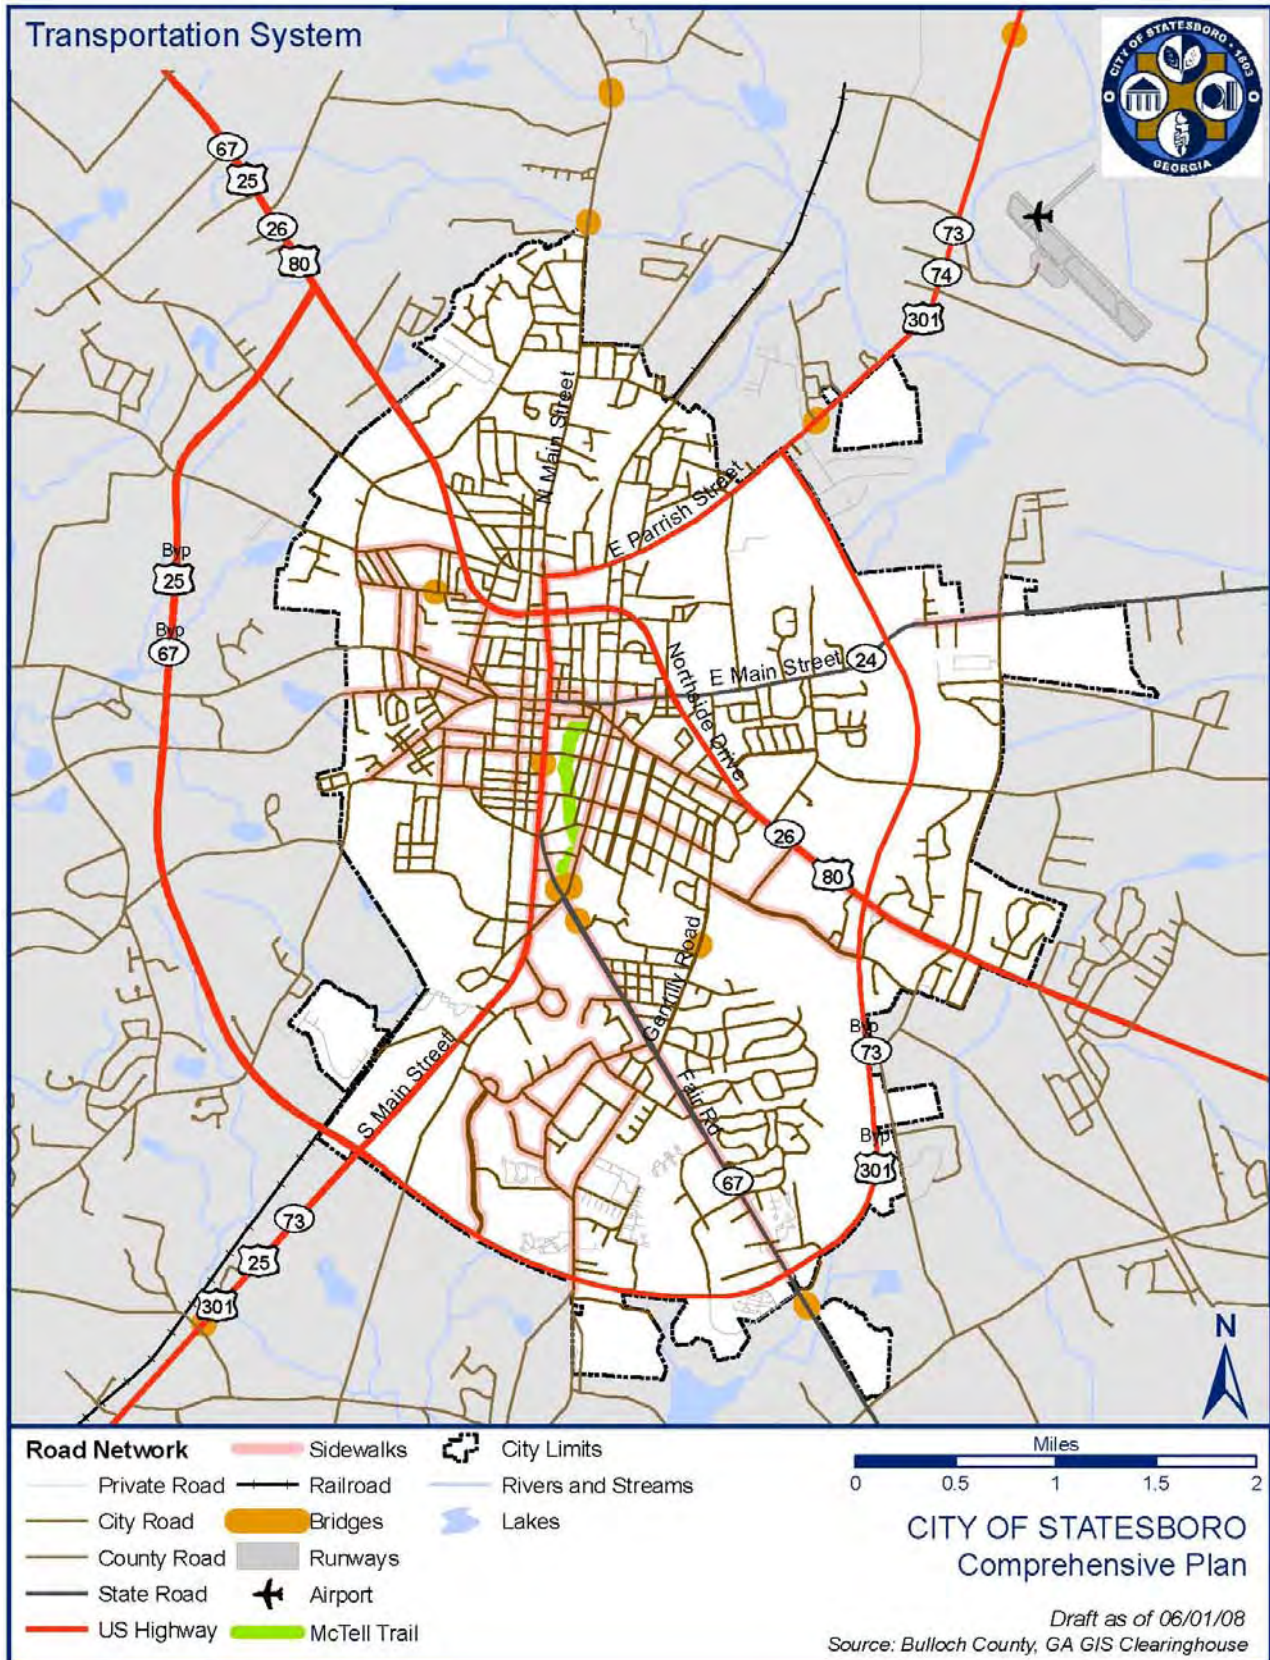 Transportation System
CITY OF STATESBORO • 1803
GEORGIA
67
25
26
80
73
74
301
N Main Street
E Parrish Street
Byp
25
Byp
67
Northside Drive
E Main Street
24
26
80
Gentilly Road
Byp
73
S Main Street
Fair Rd
Byp
301
67
73
25
301
N
Road Network
Private Road
City Road
County Road
State Road
US Highway
Sidewalks
Railroad
Bridges
Runways
Airport
McTell Trail
City Limits
Rivers and Streams
Lakes
Miles
0 0.5 1 1.5 2
CITY OF STATESBORO
Comprehensive Plan
Draft as of 06/01/08
Source: Bulloch County, GA GIS Clearinghouse